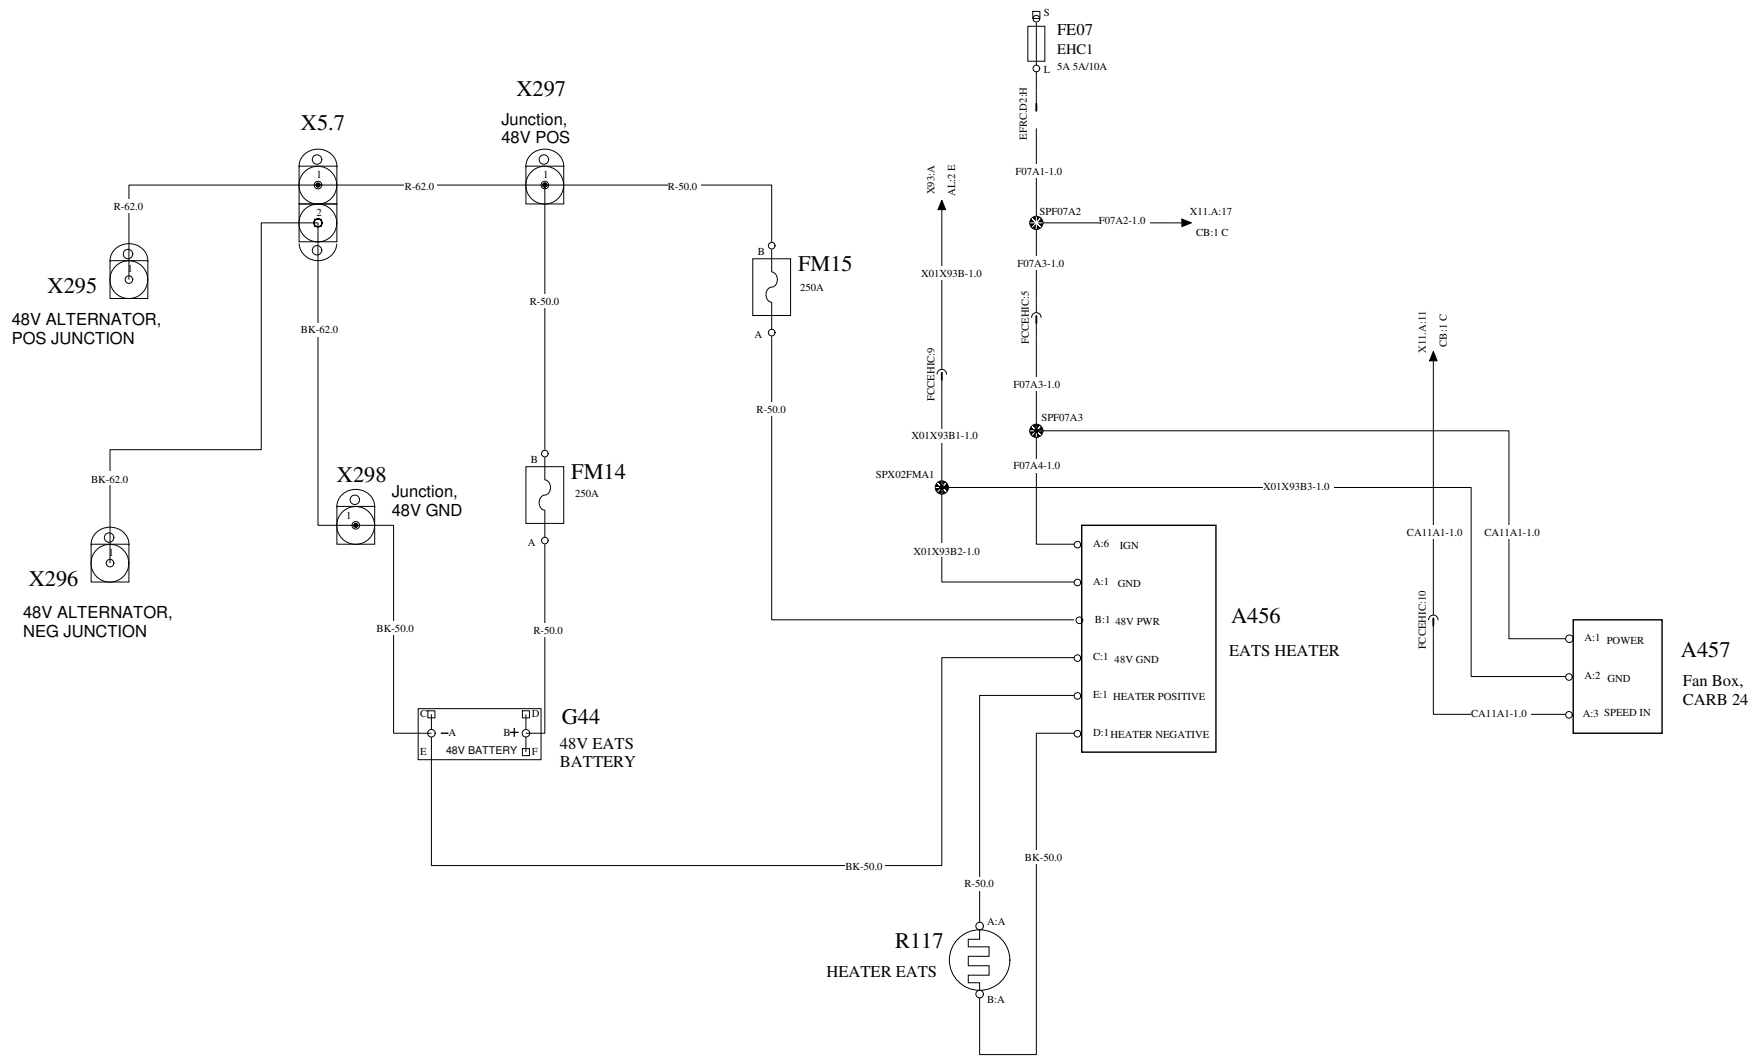 S
FE07
EHC1
5A 5A/10A
L
EFRC.D2:H
F07A1-1.0
SPF07A2
F07A2-1.0
X11.A:17
CB:1 C
F07A3-1.0
FCCEHIC:5
F07A3-1.0
SPF07A3
F07A4-1.0
X93:A
AL:2 E
X01X93B-1.0
FCCEHIC:9
X01X93B1-1.0
SPX02FMA1
X01X93B3-1.0
X01X93B2-1.0
X11.A:11
CB:1 C
CA11A1-1.0
CA11A1-1.0
FCCEHIC:10
CA11A1-1.0
X5.7
1
2
X297
Junction,
48V POS
1
R-62.0
R-50.0
R-62.0
X295
1
48V ALTERNATOR,
POS JUNCTION
BK-62.0
R-50.0
B
FM15
250A
A
R-50.0
BK-62.0
X298
1
Junction,
48V GND
B
FM14
250A
A
X296
1
48V ALTERNATOR,
NEG JUNCTION
BK-50.0
R-50.0
C
D
-A
B+
E
48V BATTERY
F
G44
48V EATS
BATTERY
BK-50.0
A:6 IGN
A:1 GND
B:1 48V PWR
C:1 48V GND
E:1 HEATER POSITIVE
D:1 HEATER NEGATIVE
A456
EATS HEATER
A:1 POWER
A:2 GND
A:3 SPEED IN
A457
Fan Box,
CARB 24
BK-50.0
R-50.0
A:A
R117
HEATER EATS
B:A